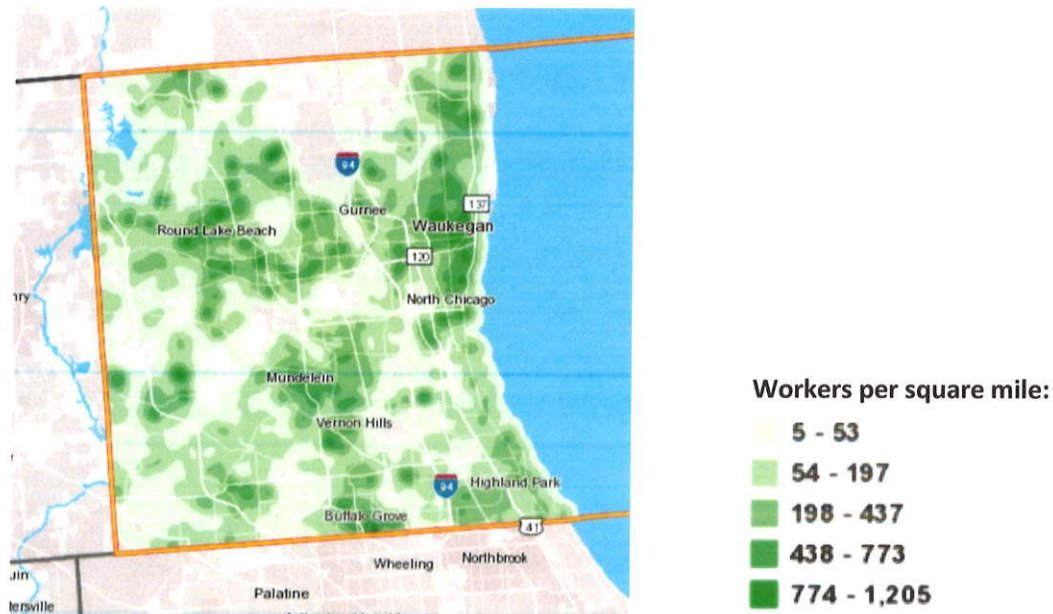 94
Gurnee
137
Waukegan
Round Lake Beach
120
North Chicago
Mundelein
Vernon Hills
94
Highland Park
Buffalo Grove
41
Wheeling
Northbrook
Palatine
Workers per square mile:
5 - 53
54 - 197
198 - 437
438 - 773
774 - 1,205